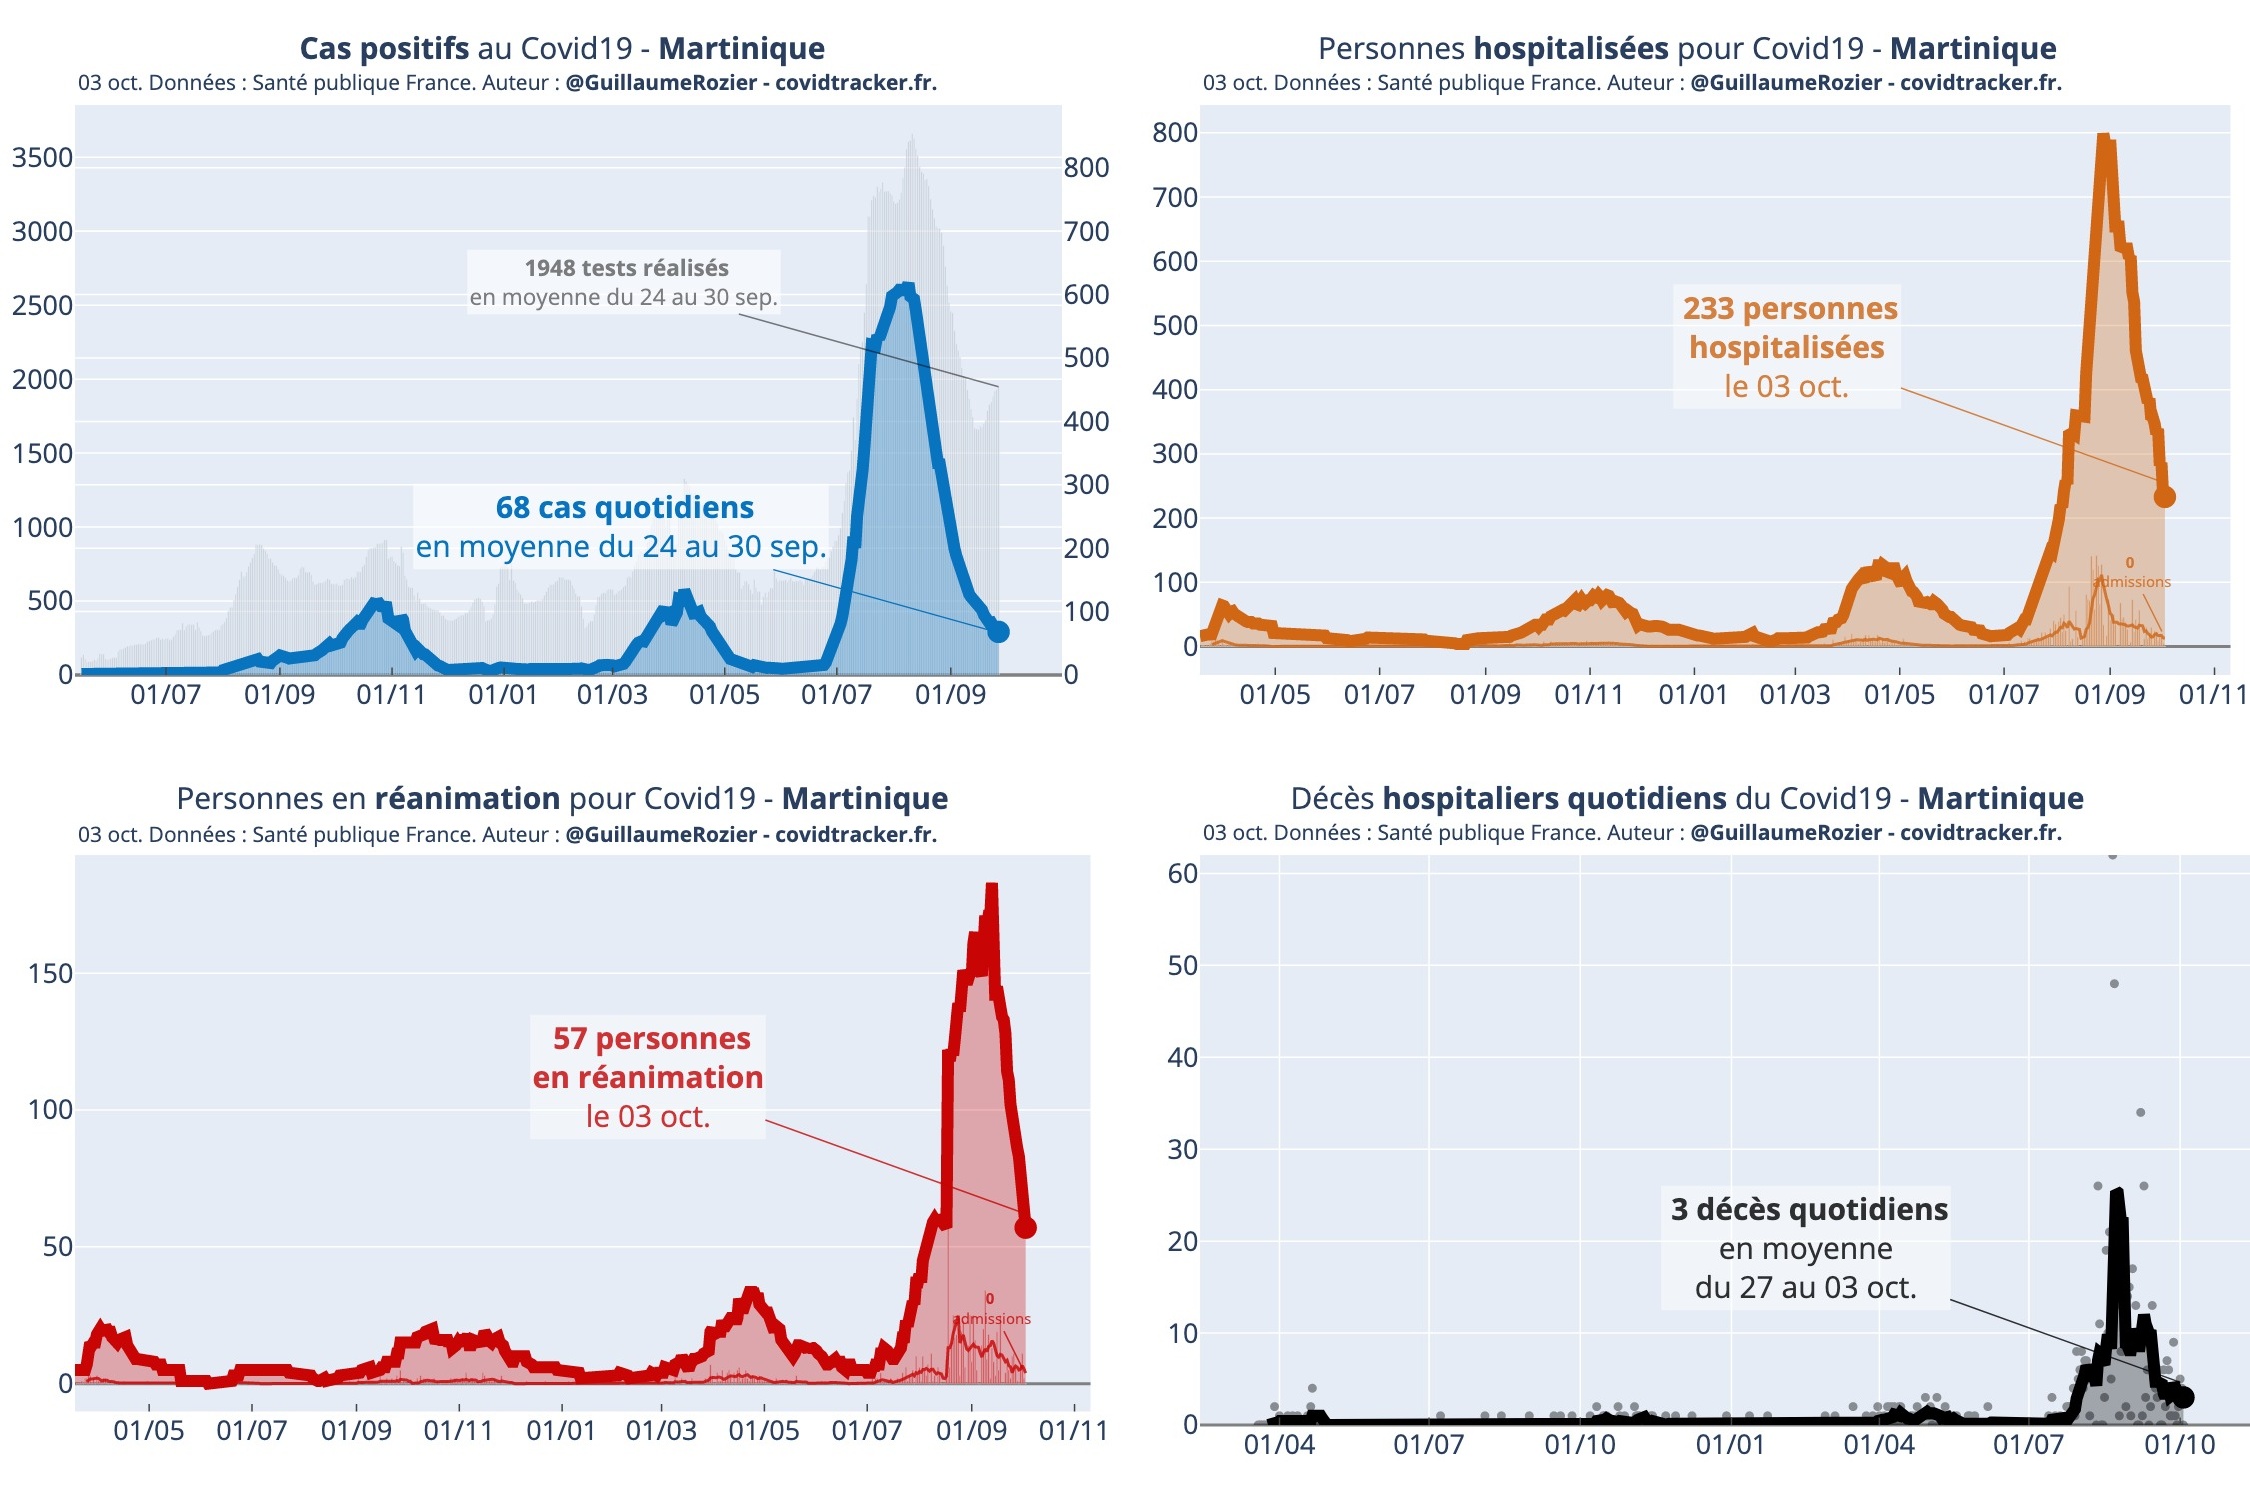 Cas positifs au Covid19 - Martinique
03 oct. Données : Santé publique France. Auteur : @GuillaumeRozier - covidtracker.fr.
3500
3000
2500
2000
1500
1000
500
0
800
700
600
500
400
300
200
100
0
1948 tests réalisés
en moyenne du 24 au 30 sep.
68 cas quotidiens
en moyenne du 24 au 30 sep.
01/07 01/09 01/11 01/01 01/03 01/05 01/07 01/09
Personnes hospitalisées pour Covid19 - Martinique
03 oct. Données : Santé publique France. Auteur : @GuillaumeRozier - covidtracker.fr.
800
700
600
500
400
300
200
100
0
233 personnes
hospitalisées
le 03 oct.
0
admissions
01/05 01/07 01/09 01/11 01/01 01/03 01/05 01/07 01/09 01/11
Personnes en réanimation pour Covid19 - Martinique
03 oct. Données : Santé publique France. Auteur : @GuillaumeRozier - covidtracker.fr.
150
100
50
0
57 personnes
en réanimation
le 03 oct.
0
admissions
01/05 01/07 01/09 01/11 01/01 01/03 01/05 01/07 01/09 01/11
Décès hospitaliers quotidiens du Covid19 - Martinique
03 oct. Données : Santé publique France. Auteur : @GuillaumeRozier - covidtracker.fr.
60
50
40
30
20
10
0
3 décès quotidiens
en moyenne
du 27 au 03 oct.
01/04 01/07 01/10 01/01 01/04 01/07 01/10